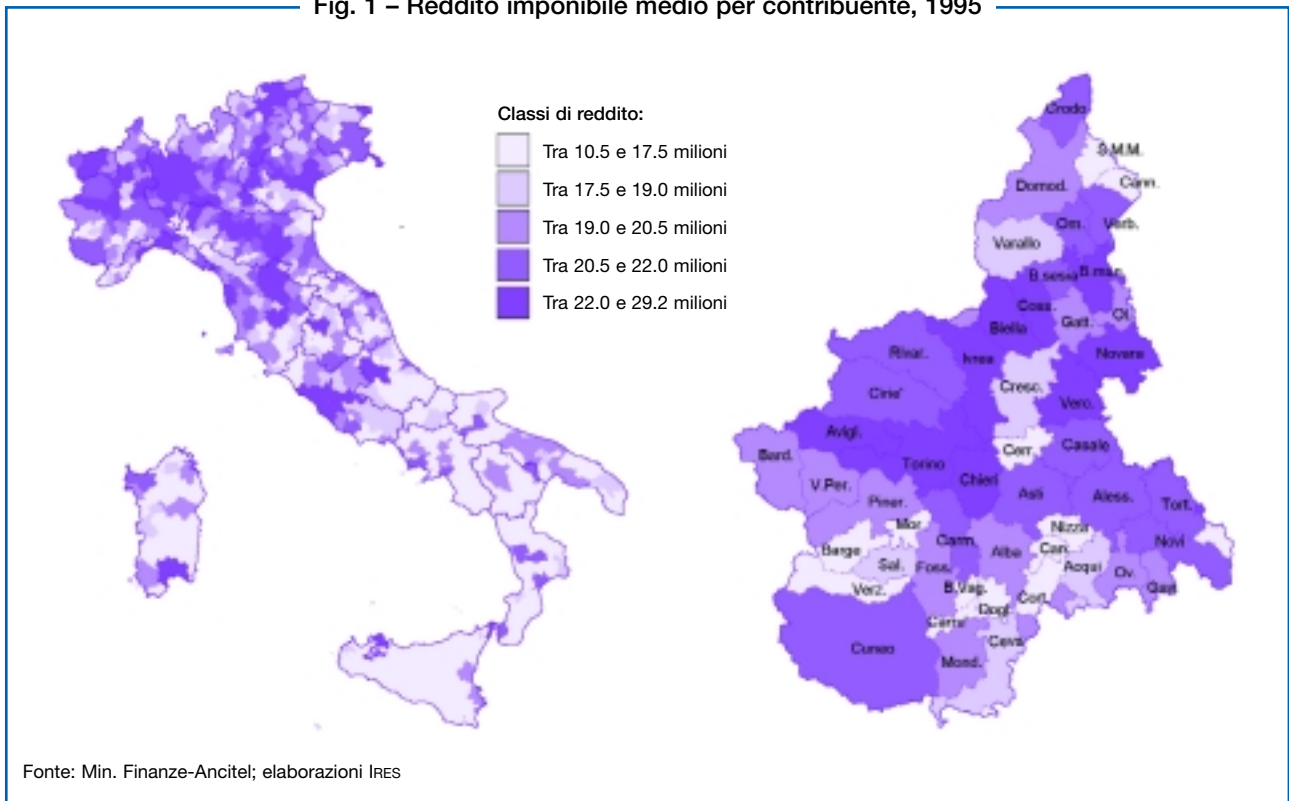 Fig. 1 – Reddito imponibile medio per contribuente, 1995
Classi di reddito:
Tra 10.5 e 17.5 milioni
Tra 17.5 e 19.0 milioni
Tra 19.0 e 20.5 milioni
Tra 20.5 e 22.0 milioni
Tra 22.0 e 29.2 milioni
Crodo
S.M.M.
Cann.
Domod.
Om.
Verb.
Varallo
B.sesia
B.man.
Coss.
Gatt.
Ol.
Biella
Novara
Rivar.
Ivrea
Cresc.
Cirie'
Verc.
Avigl.
Cerr.
Casale
Bard.
Torino
Chieri
V.Per.
Asti
Aless.
Tort.
Piner.
Mor.
Nizza
Carm.
Novi
Barge
Alba
Can.
Sal.
Foss.
Acqui
Ov.
Verz.
B.Vag.
Cort.
Gavi
Dogl.
Carrù
Cuneo
Ceva
Mond.
Fonte: Min. Finanze-Ancitel; elaborazioni IRES